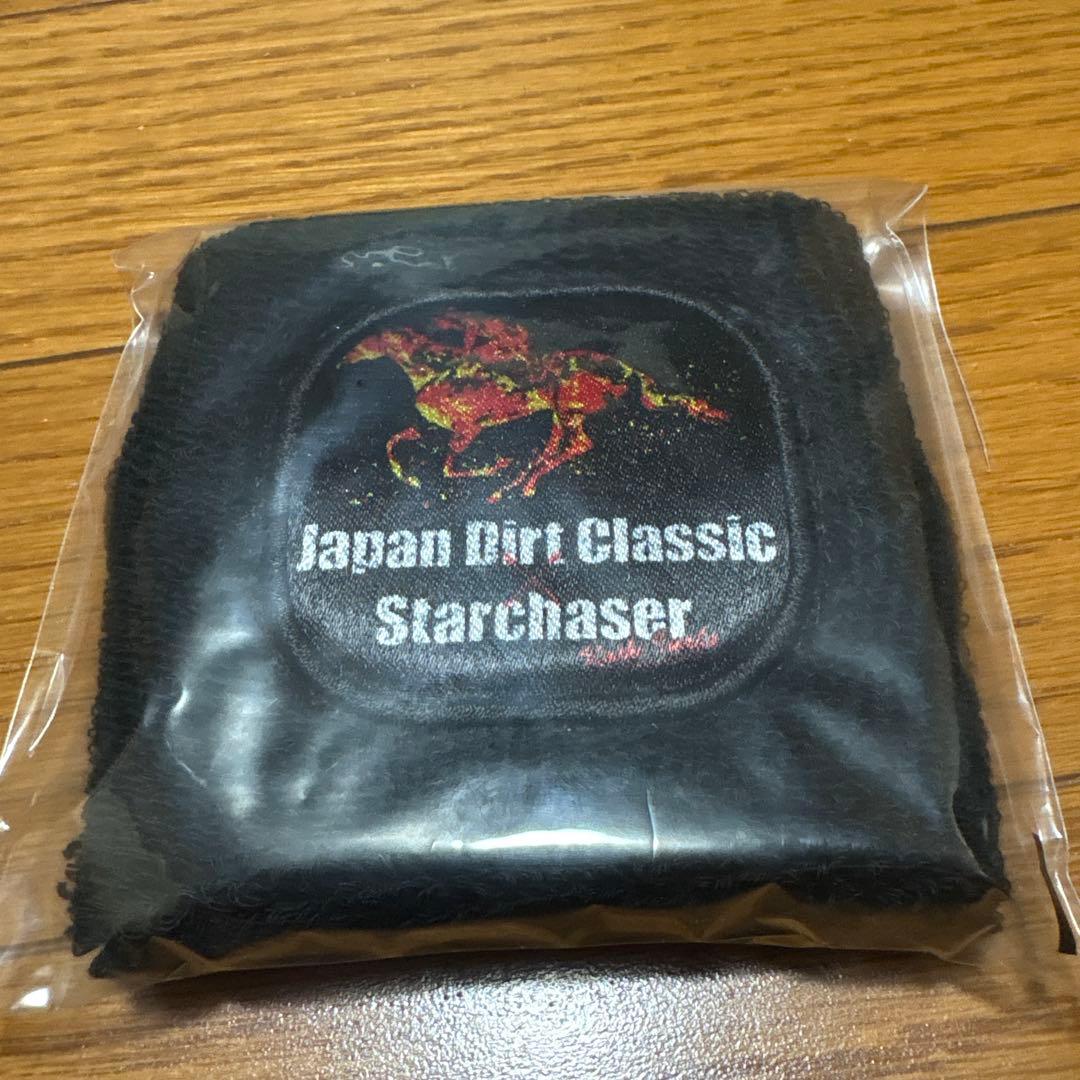 Japan Dirt Classic
×
Starchaser